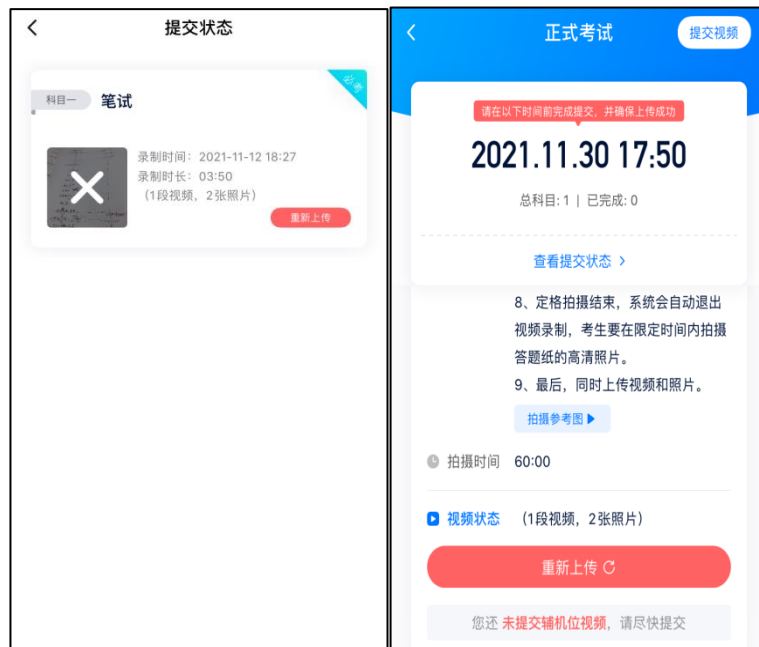 提交状态
必考
科目一
笔试
录制时间：2021-11-12 18:27
录制时长：03:50
（1段视频，2张照片）
重新上传
正式考试
提交视频
请在以下时间前完成提交，并确保上传成功
2021.11.30 17:50
总科目: 1 | 已完成: 0
查看提交状态
8、定格拍摄结束，系统会自动退出
视频录制，考生要在限定时间内拍摄
答题纸的高清照片。
9、最后，同时上传视频和照片。
拍摄参考图
拍摄时间 60:00
视频状态 （1段视频，2张照片）
重新上传
您还 未提交辅机位视频，请尽快提交